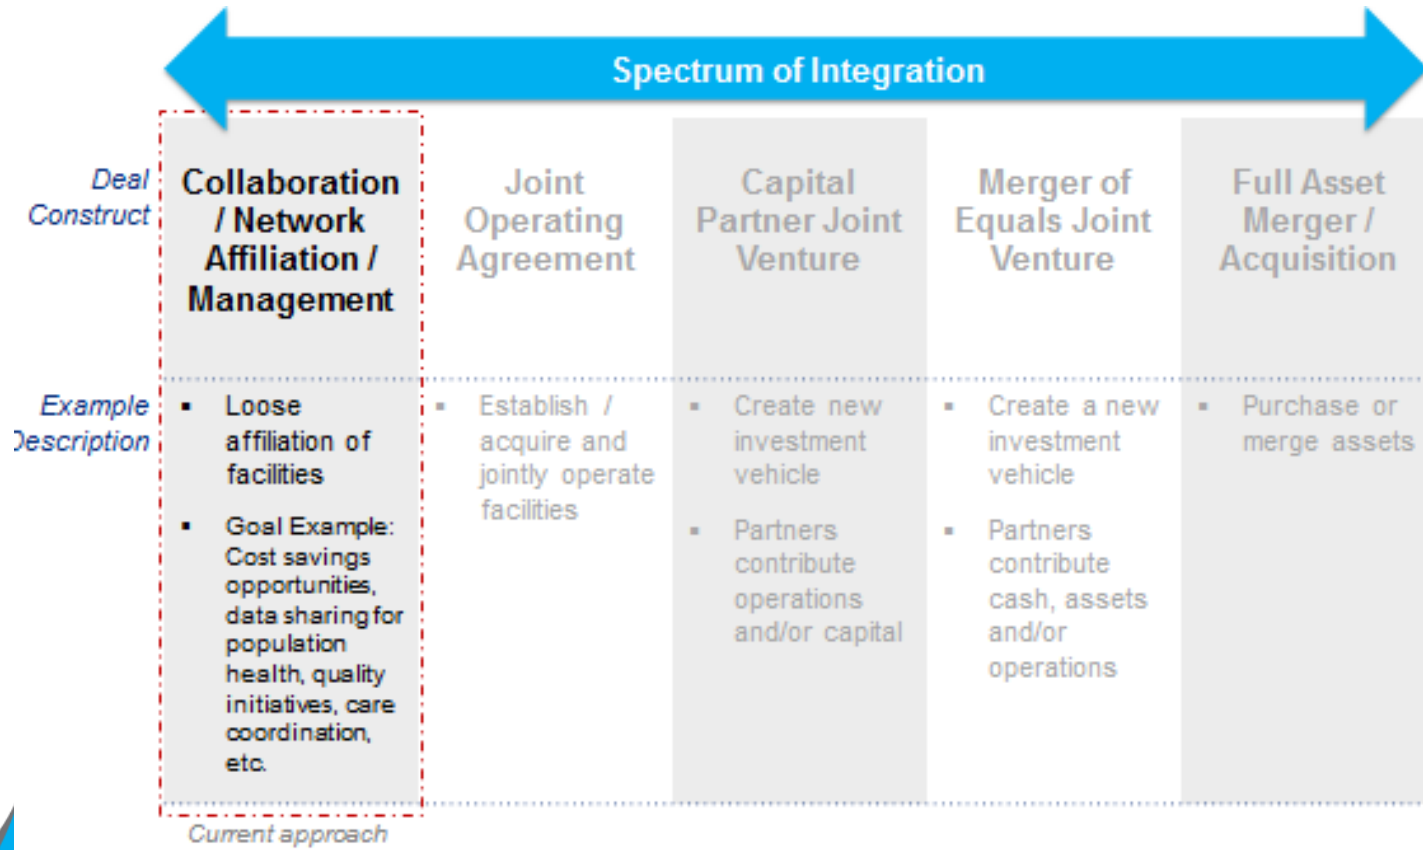 Spectrum of Integration
Deal
Construct
Collaboration
/ Network
Affiliation /
Management
Joint
Operating
Agreement
Capital
Partner Joint
Venture
Merger of
Equals Joint
Venture
Full Asset
Merger /
Acquisition
Example
Description
▪ Loose
affiliation of
facilities
▪ Goal Example:
Cost savings
opportunities,
data sharing for
population
health, quality
initiatives, care
coordination,
etc.
▪ Establish /
acquire and
jointly operate
facilities
▪ Create new
investment
vehicle
▪ Partners
contribute
operations
and/or capital
▪ Create a new
investment
vehicle
▪ Partners
contribute
cash, assets
and/or
operations
▪ Purchase or
merge assets
Current approach